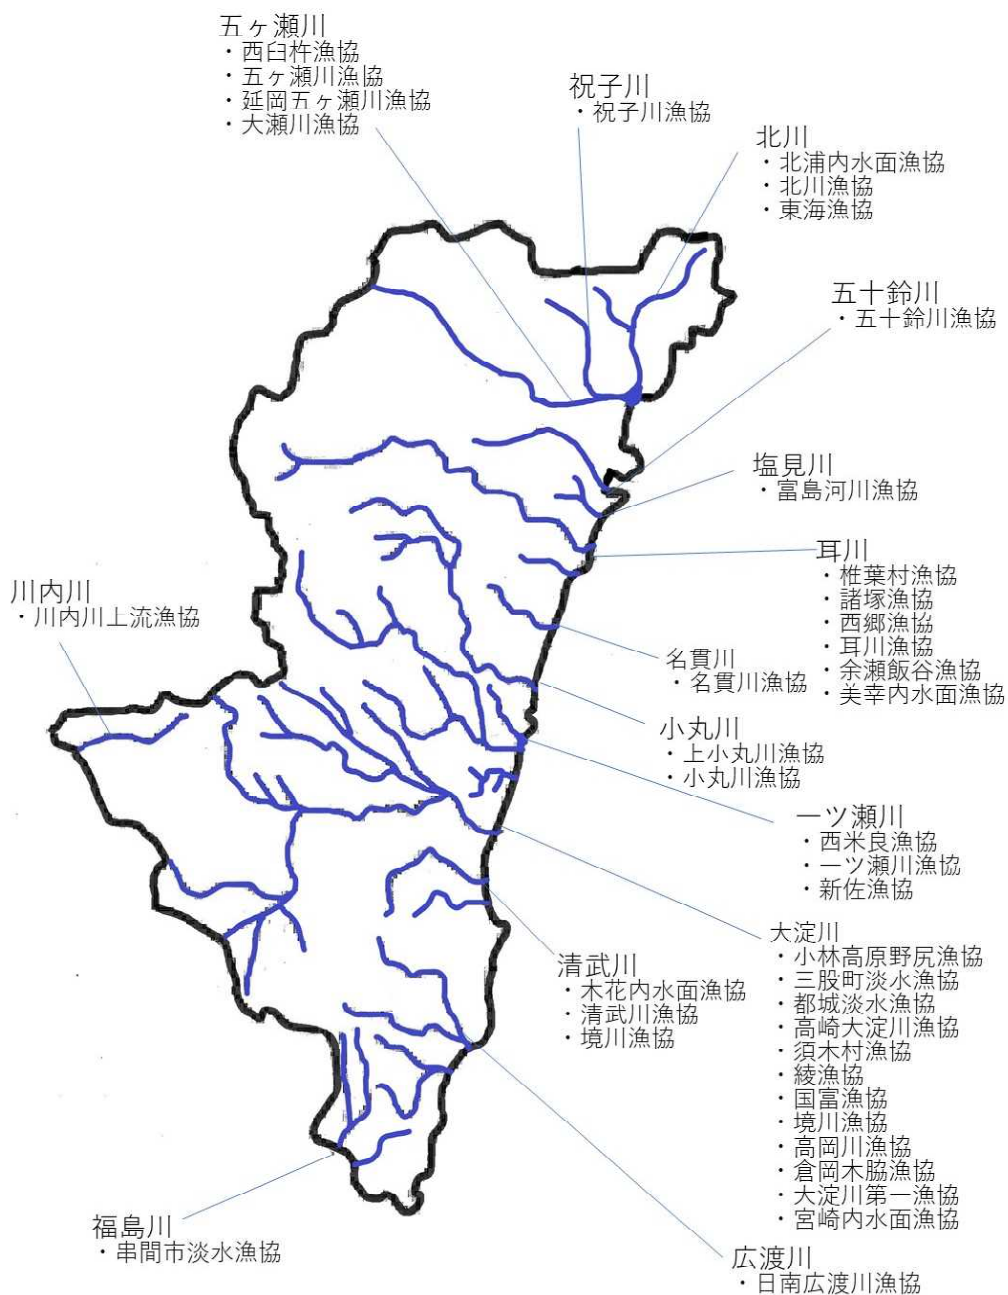 五ヶ瀬川
・西臼杵漁協
・五ヶ瀬川漁協
・延岡五ヶ瀬川漁協
・大瀬川漁協
祝子川
・祝子川漁協
北川
・北浦内水面漁協
・北川漁協
・東海漁協
五十鈴川
・五十鈴川漁協
塩見川
・富島河川漁協
耳川
・椎葉村漁協
・諸塚漁協
・西郷漁協
・耳川漁協
・余瀬飯谷漁協
・美幸内水面漁協
川内川
・川内川上流漁協
名貫川
・名貫川漁協
小丸川
・上小丸川漁協
・小丸川漁協
一ツ瀬川
・西米良漁協
・一ツ瀬川漁協
・新佐漁協
大淀川
・小林高原野尻漁協
・三股町淡水漁協
・都城淡水漁協
・高崎大淀川漁協
・須木村漁協
・綾漁協
・国富漁協
・境川漁協
・高岡川漁協
・倉岡木脇漁協
・大淀川第一漁協
・宮崎内水面漁協
清武川
・木花内水面漁協
・清武川漁協
・境川漁協
福島川
・串間市淡水漁協
広渡川
・日南広渡川漁協